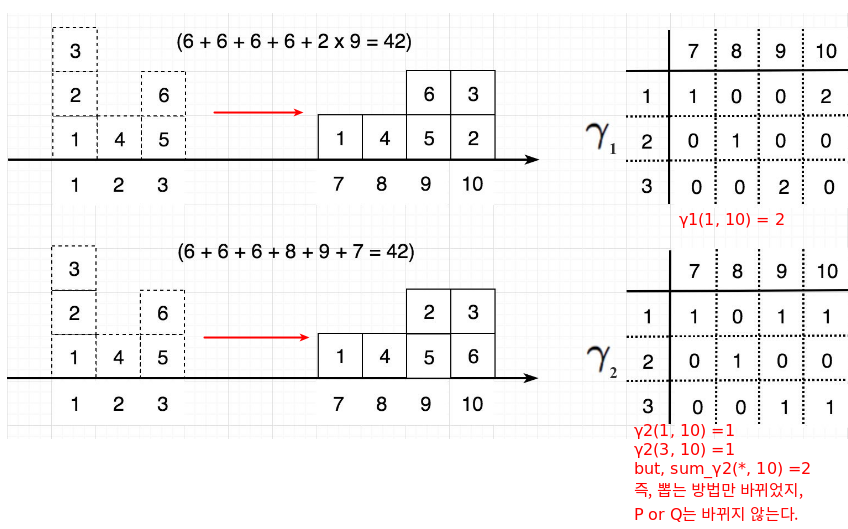 (6 + 6 + 6 + 6 + 2 x 9 = 42)
3
2 6
1 4 5
1 2 3
6 3
1 4 5 2
7 8 9 10
γ1
7 8 9 10
1 1 0 0 2
2 0 1 0 0
3 0 0 2 0
γ1(1, 10) = 2
(6 + 6 + 6 + 8 + 9 + 7 = 42)
3
2 6
1 4 5
1 2 3
2 3
1 4 5 6
7 8 9 10
γ2
7 8 9 10
1 1 0 1 1
2 0 1 0 0
3 0 0 1 1
γ2(1, 10) =1
γ2(3, 10) =1
but, sum_γ2(*, 10) =2
즉, 뽑는 방법만 바뀌었지,
P or Q는 바뀌지 않는다.